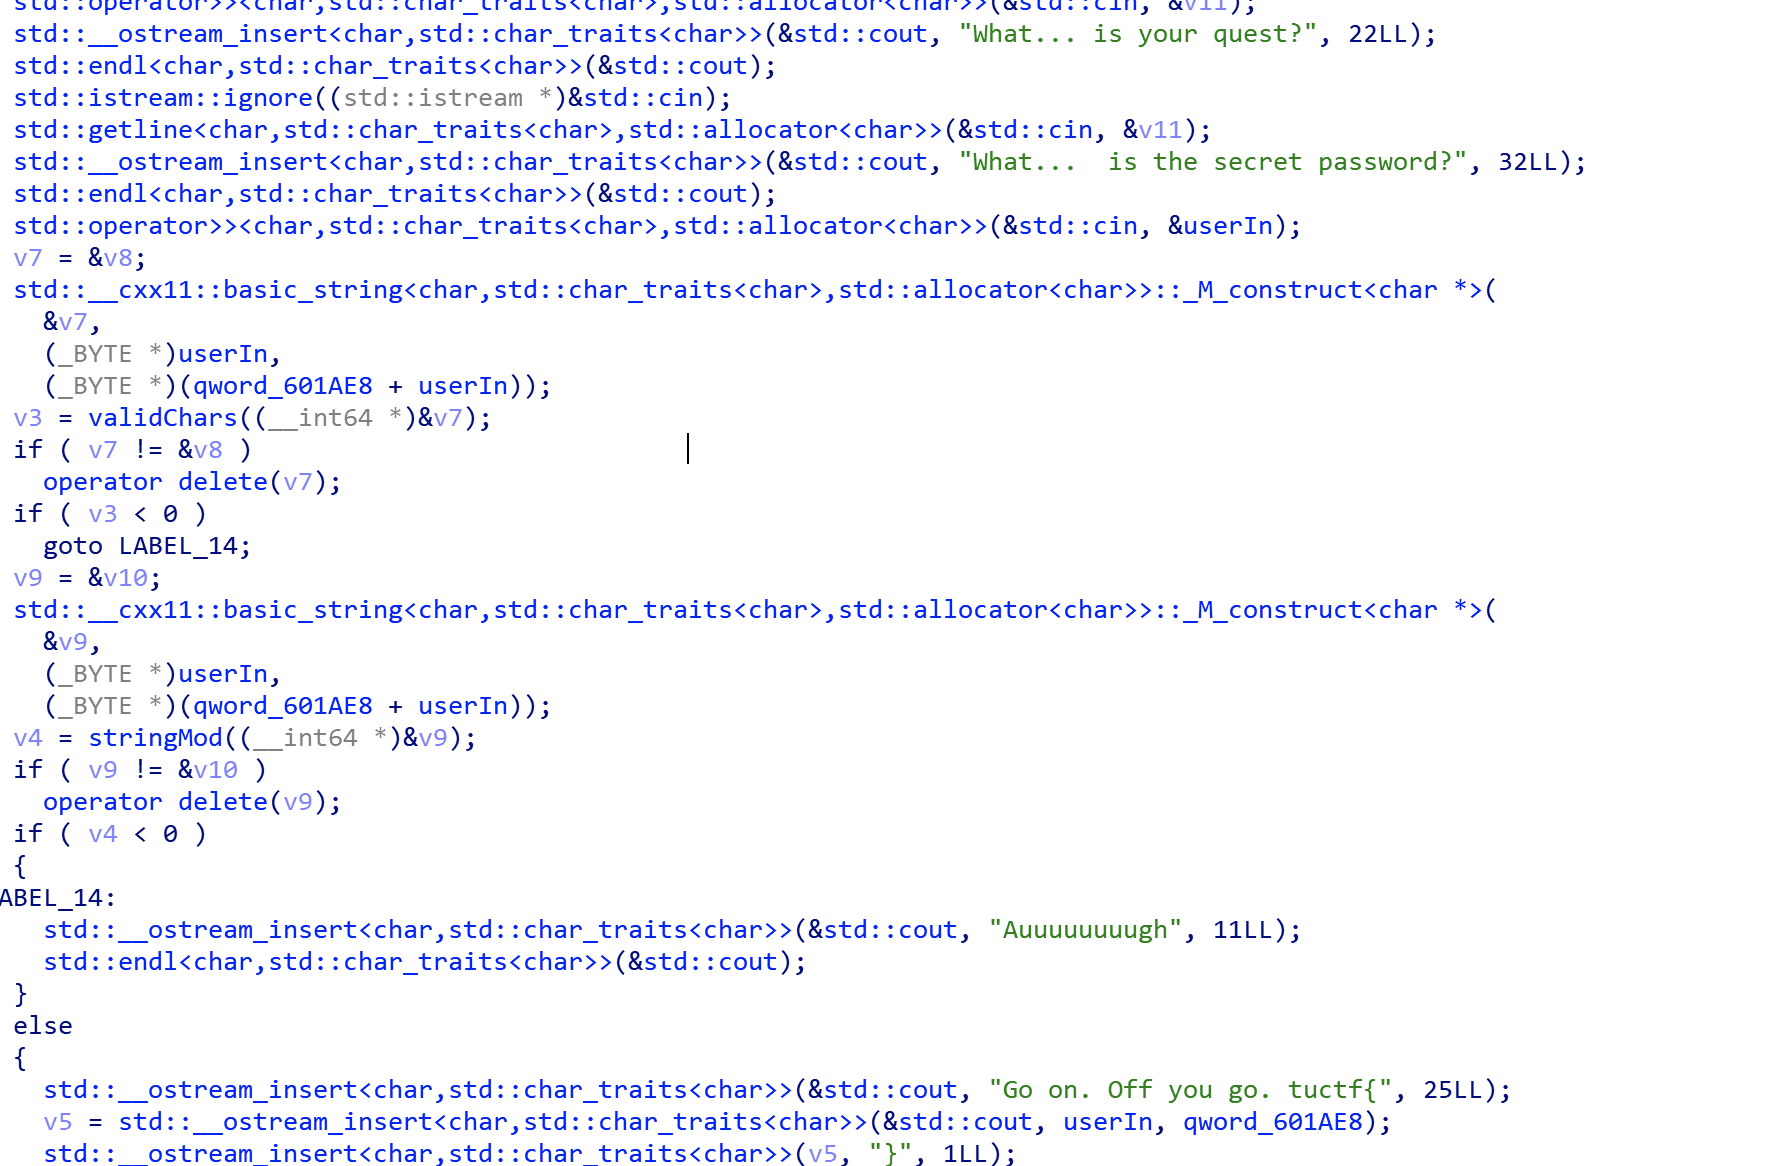 std::operator>><char,std::char_traits<char>,std::allocator<char>>(&std::cin, &v11);
std::__ostream_insert<char,std::char_traits<char>>(&std::cout, "What... is your quest?", 22LL);
std::endl<char,std::char_traits<char>>(&std::cout);
std::istream::ignore((std::istream *)&std::cin);
std::getline<char,std::char_traits<char>,std::allocator<char>>(&std::cin, &v11);
std::__ostream_insert<char,std::char_traits<char>>(&std::cout, "What...  is the secret password?", 32LL);
std::endl<char,std::char_traits<char>>(&std::cout);
std::operator>><char,std::char_traits<char>,std::allocator<char>>(&std::cin, &userIn);
v7 = &v8;
std::__cxx11::basic_string<char,std::char_traits<char>,std::allocator<char>>::_M_construct<char *>(
  &v7,
  (_BYTE *)userIn,
  (_BYTE *)(qword_601AE8 + userIn));
v3 = validChars((__int64 *)&v7);
if ( v7 != &v8 )
  operator delete(v7);
if ( v3 < 0 )
  goto LABEL_14;
v9 = &v10;
std::__cxx11::basic_string<char,std::char_traits<char>,std::allocator<char>>::_M_construct<char *>(
  &v9,
  (_BYTE *)userIn,
  (_BYTE *)(qword_601AE8 + userIn));
v4 = stringMod((__int64 *)&v9);
if ( v9 != &v10 )
  operator delete(v9);
if ( v4 < 0 )
{
ABEL_14:
  std::__ostream_insert<char,std::char_traits<char>>(&std::cout, "Auuuuuuuugh", 11LL);
  std::endl<char,std::char_traits<char>>(&std::cout);
}
else
{
  std::__ostream_insert<char,std::char_traits<char>>(&std::cout, "Go on. Off you go. tuctf{", 25LL);
  v5 = std::__ostream_insert<char,std::char_traits<char>>(&std::cout, userIn, qword_601AE8);
  std::__ostream_insert<char,std::char_traits<char>>(v5, "}", 1LL);